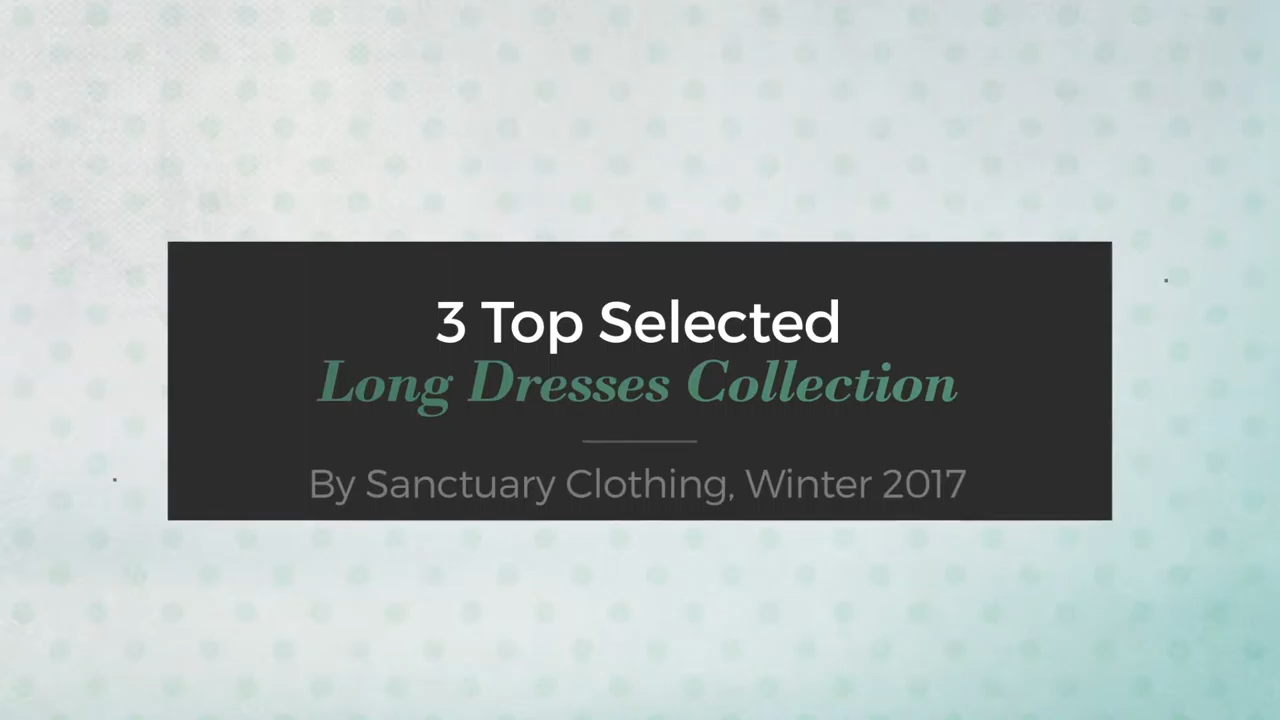 3 Top Selected
Long Dresses Collection
By Sanctuary Clothing, Winter 2017